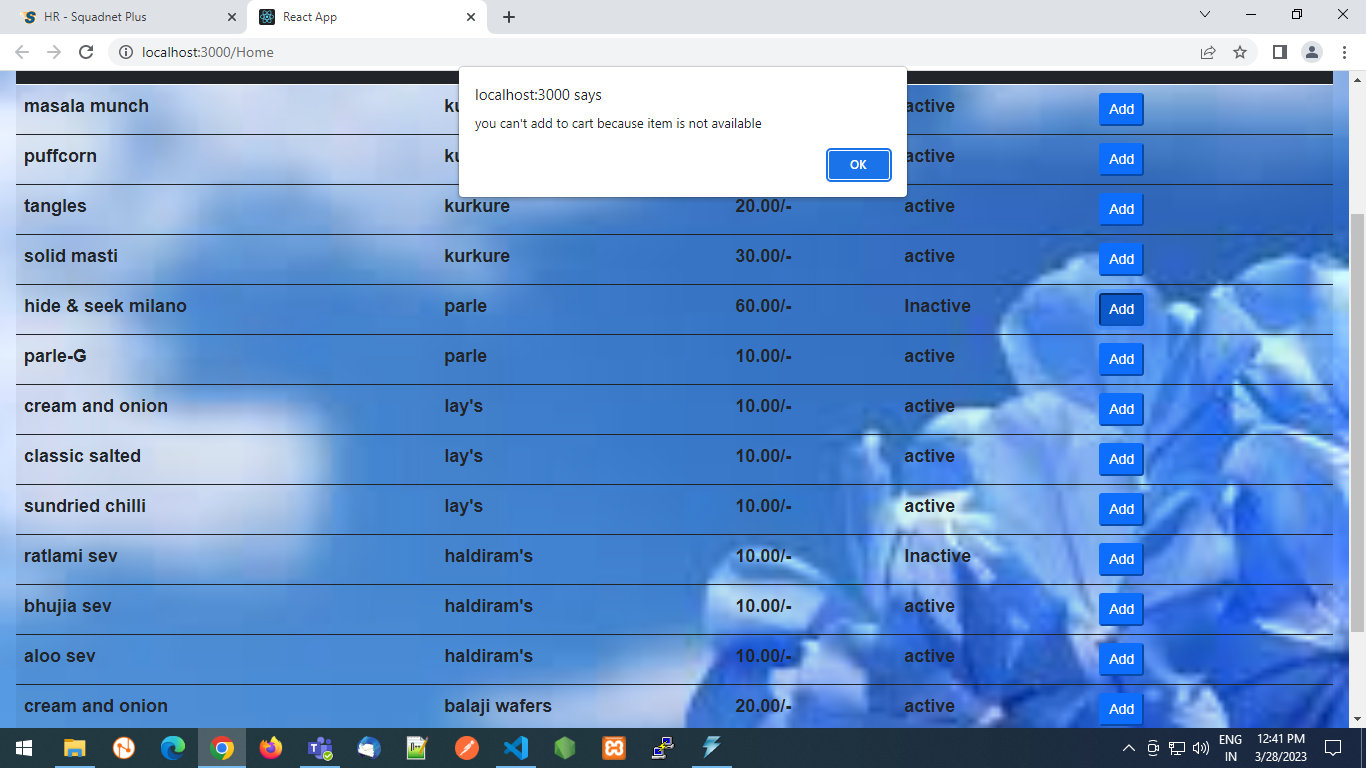 HR - Squadnet Plus
React App
localhost:3000/Home
localhost:3000 says
you can't add to cart because item is not available
OK
masala munch ku active Add
puffcorn ku active Add
tangles kurkure 20.00/- active Add
solid masti kurkure 30.00/- active Add
hide & seek milano parle 60.00/- Inactive Add
parle-G parle 10.00/- active Add
cream and onion lay's 10.00/- active Add
classic salted lay's 10.00/- active Add
sundried chilli lay's 10.00/- active Add
ratlami sev haldiram's 10.00/- Inactive Add
bhujia sev haldiram's 10.00/- active Add
aloo sev haldiram's 10.00/- active Add
cream and onion balaji wafers 20.00/- active Add
ENG
IN
12:41 PM
3/28/2023